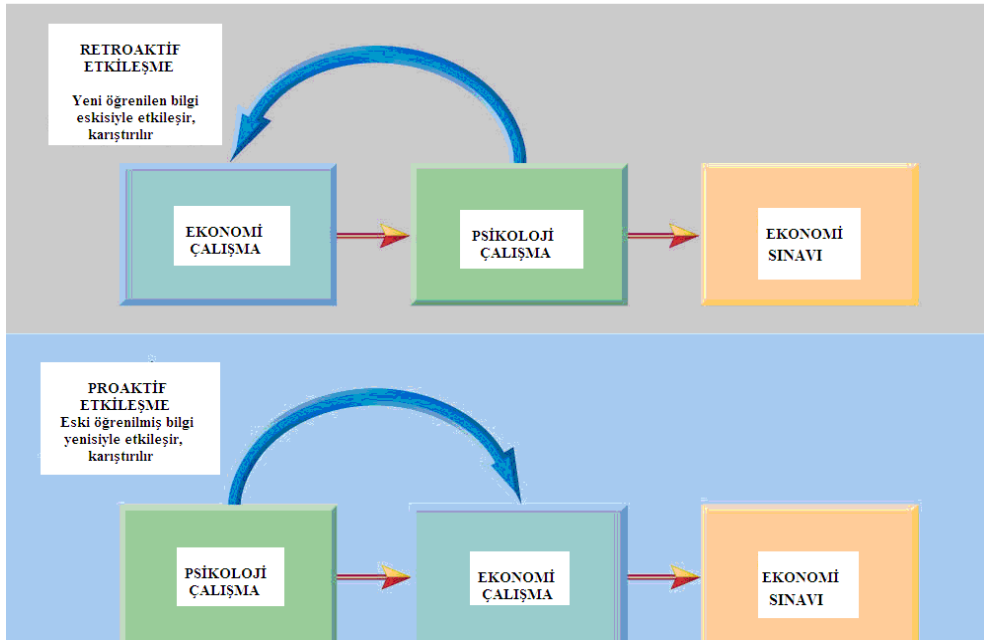 RETROAKTİF
ETKİLEŞME
Yeni öğrenilen bilgi
eskisiyle etkileşir,
karıştırılır
EKONOMİ
ÇALIŞMA
PSİKOLOJİ
ÇALIŞMA
EKONOMİ
SINAVI
PROAKTİF
ETKİLEŞME
Eski öğrenilmiş bilgi
yenisiyle etkileşir,
karıştırılır
PSİKOLOJİ
ÇALIŞMA
EKONOMİ
ÇALIŞMA
EKONOMİ
SINAVI